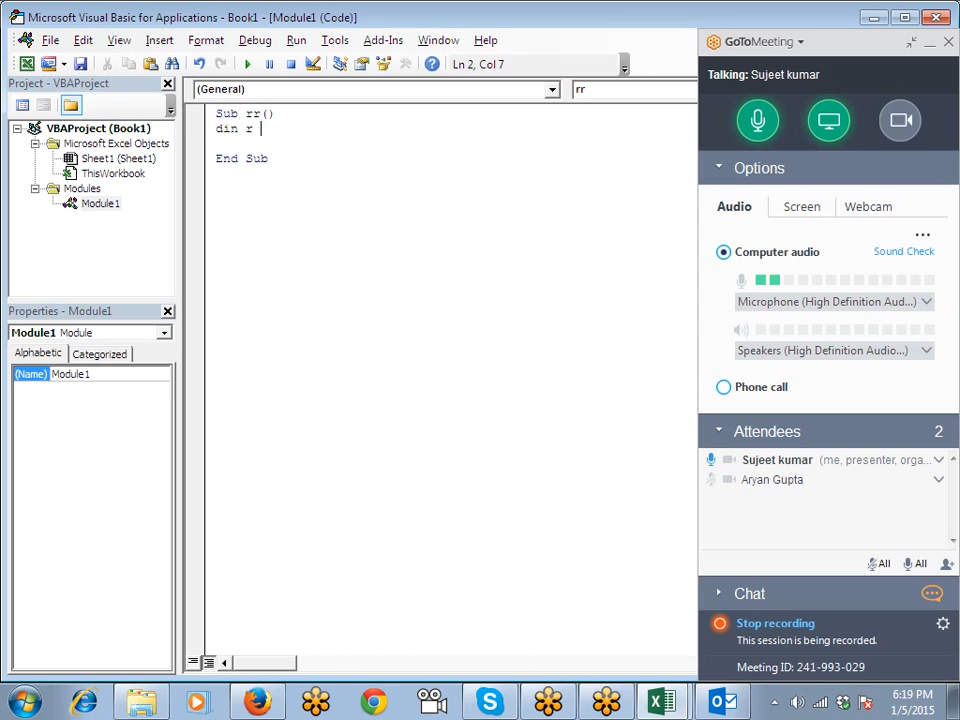 Microsoft Visual Basic for Applications - Book1 - [Module1 (Code)]
File Edit View Insert Format Debug Run Tools Add-Ins Window Help
Ln 2, Col 7
Project - VBAProject
VBAProject (Book1)
Microsoft Excel Objects
Sheet1 (Sheet1)
ThisWorkbook
Modules
Module1
Properties - Module1
Module1 Module
Alphabetic Categorized
(Name) Module1
(General)
rr
Sub rr()
din r
End Sub
GoToMeeting
Talking: Sujeet kumar
Options
Audio Screen Webcam
Computer audio Sound Check
Microphone (High Definition Aud...)
Speakers (High Definition Audio...)
Phone call
Attendees 2
Sujeet kumar (me, presenter, orga...
Aryan Gupta
All All
Chat
Stop recording
This session is being recorded.
Meeting ID: 241-993-029
6:19 PM
1/5/2015